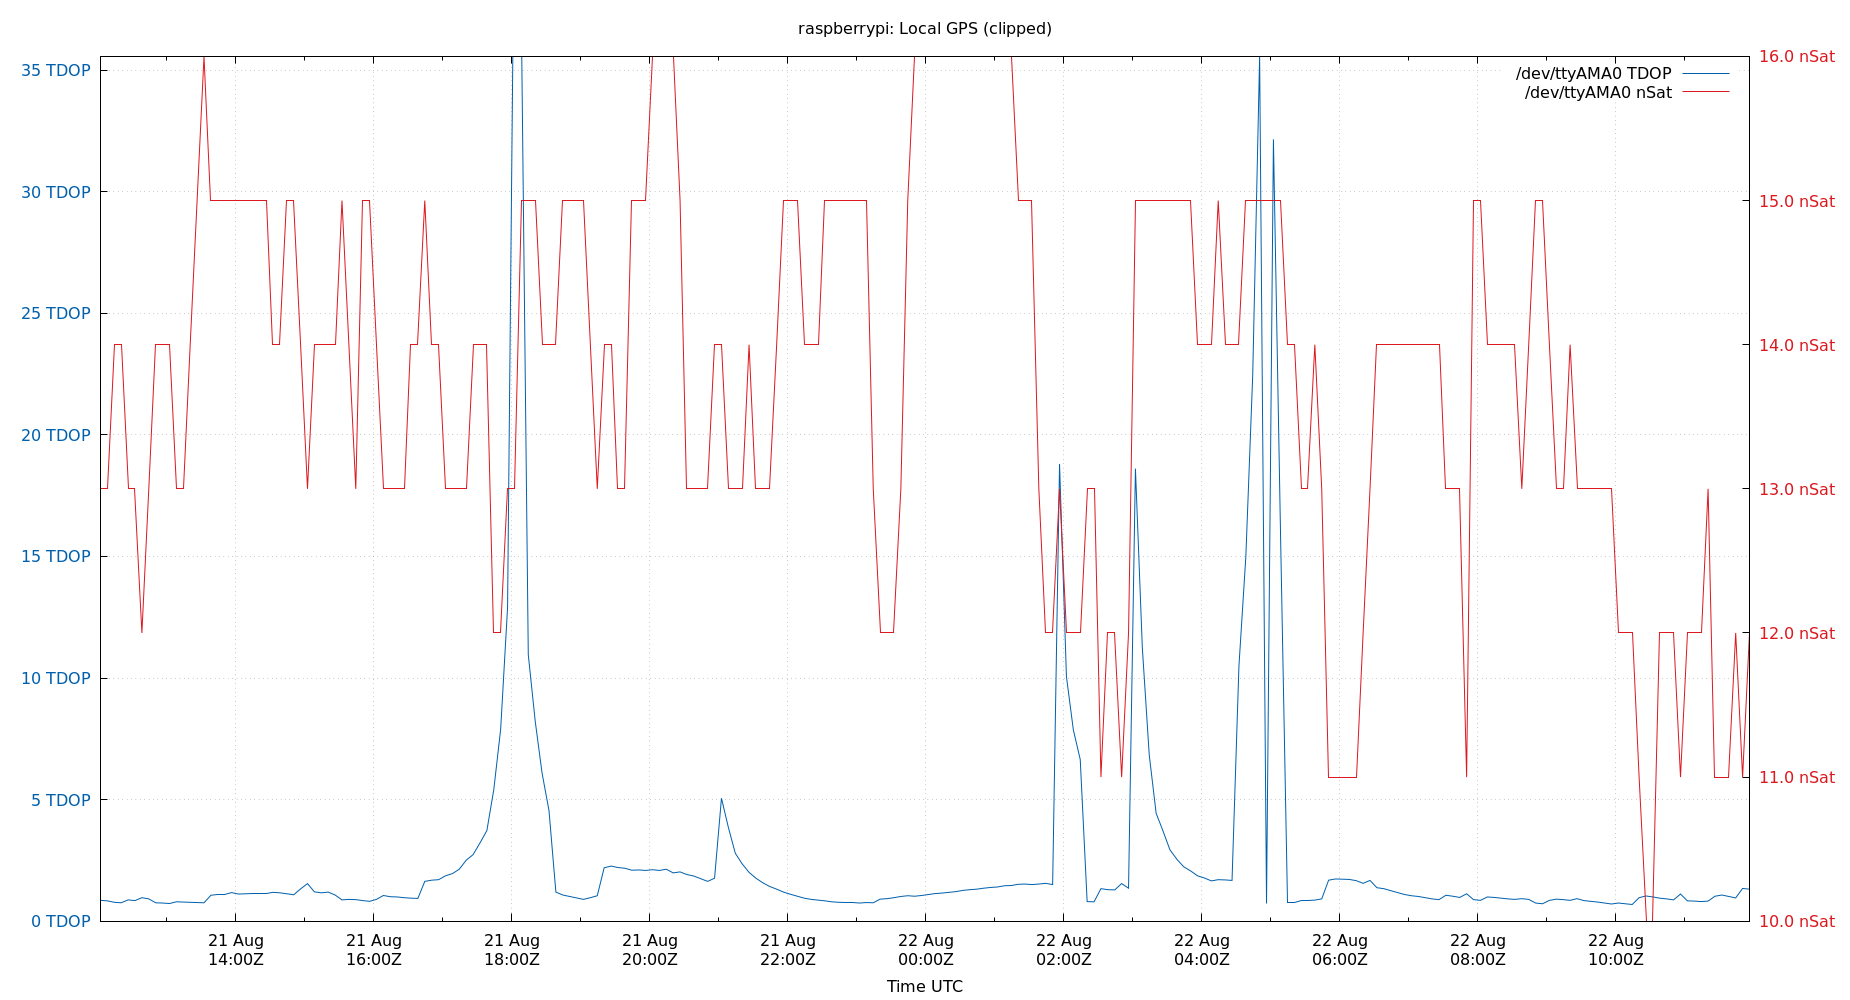 raspberrypi: Local GPS (clipped)
/dev/ttyAMA0 TDOP
/dev/ttyAMA0 nSat
35 TDOP
30 TDOP
25 TDOP
20 TDOP
15 TDOP
10 TDOP
5 TDOP
0 TDOP
16.0 nSat
15.0 nSat
14.0 nSat
13.0 nSat
12.0 nSat
11.0 nSat
10.0 nSat
21 Aug
14:00Z
21 Aug
16:00Z
21 Aug
18:00Z
21 Aug
20:00Z
21 Aug
22:00Z
22 Aug
00:00Z
22 Aug
02:00Z
22 Aug
04:00Z
22 Aug
06:00Z
22 Aug
08:00Z
22 Aug
10:00Z
Time UTC